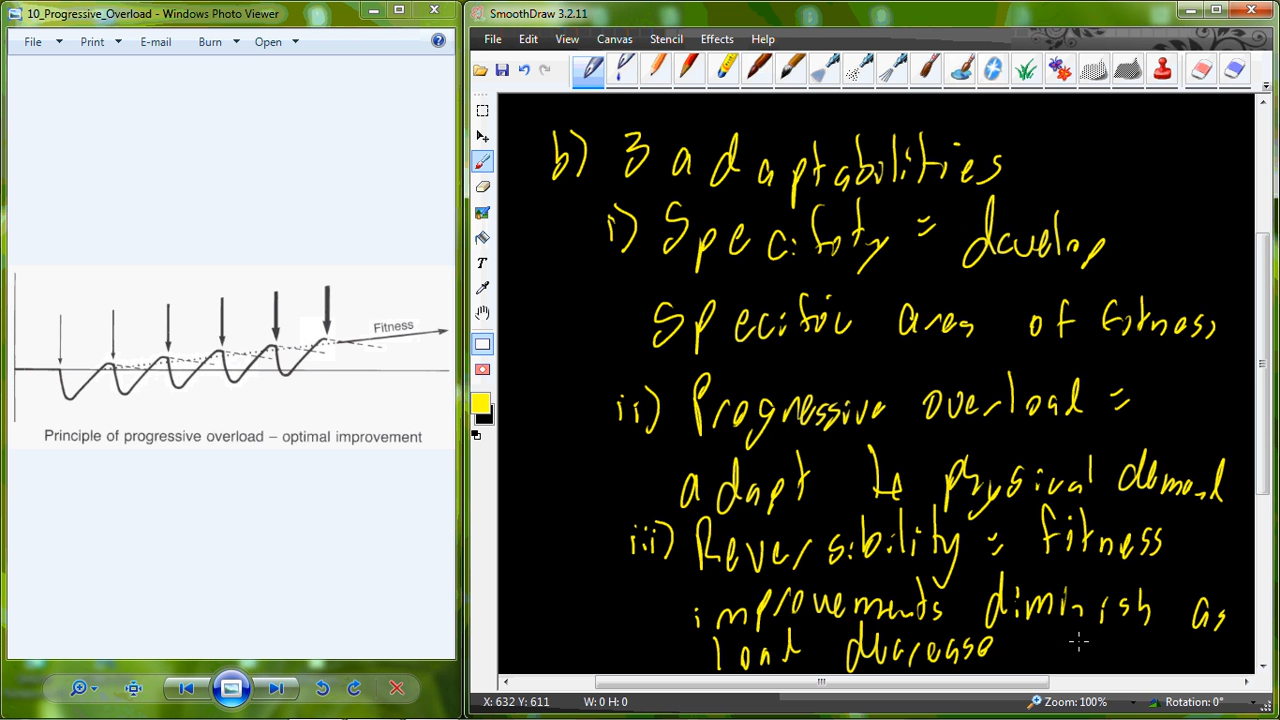 10_Progressive_Overload - Windows Photo Viewer
File Print E-mail Burn Open
Fitness
Principle of progressive overload – optimal improvement
SmoothDraw 3.2.11
File Edit View Canvas Stencil Effects Help
b) 3 adaptabilities
i) Specifity = develop
Specific area of fitness
ii) Progressive overload =
adapt to physical demand
iii) Reversibility = fitness
improvements diminish as
load decrease
X: 632 Y: 611 W: 0 H: 0 Zoom: 100% Rotation: 0°